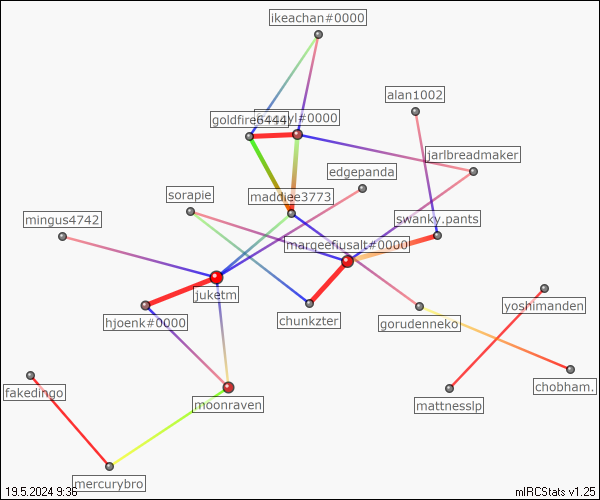 ikeachan#0000
alan1002
goldfire6444
yl#0000
jarlbreadmaker
edgepanda
sorapie
maddiee3773
mingus4742
swanky.pants
margeefiusalt#0000
juketm
yoshimanden
hjoenk#0000
chunkzter
gorudenneko
fakedingo
chobham.
moonraven
mattnesslp
mercurybro
19.5.2024 9:36
mIRCStats v1.25